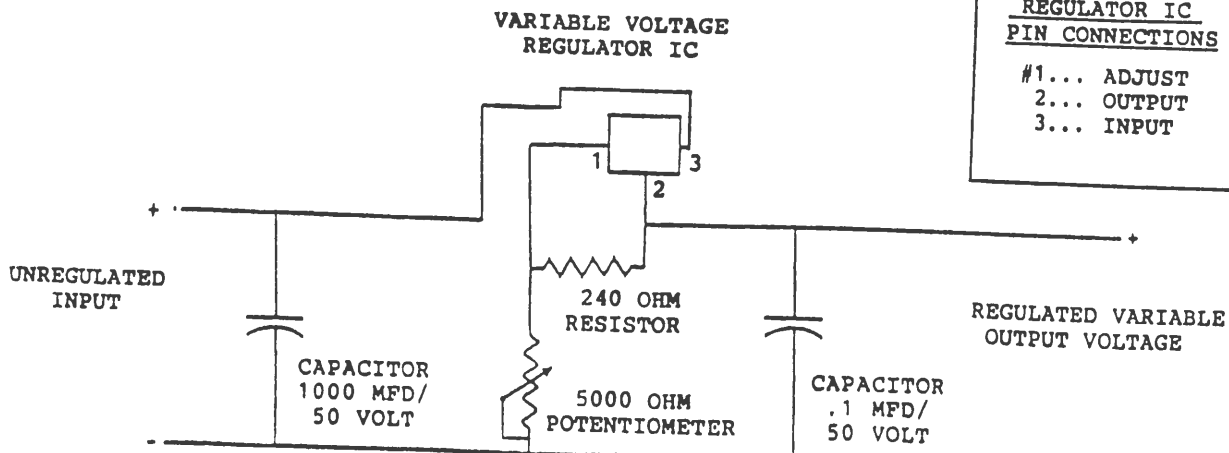 VARIABLE VOLTAGE
REGULATOR IC
REGULATOR IC
PIN CONNECTIONS
#1... ADJUST
2... OUTPUT
3... INPUT
1
3
2
+
+
UNREGULATED
INPUT
240 OHM
RESISTOR
REGULATED VARIABLE
OUTPUT VOLTAGE
CAPACITOR
1000 MFD/
50 VOLT
5000 OHM
POTENTIOMETER
CAPACITOR
.1 MFD/
50 VOLT
-